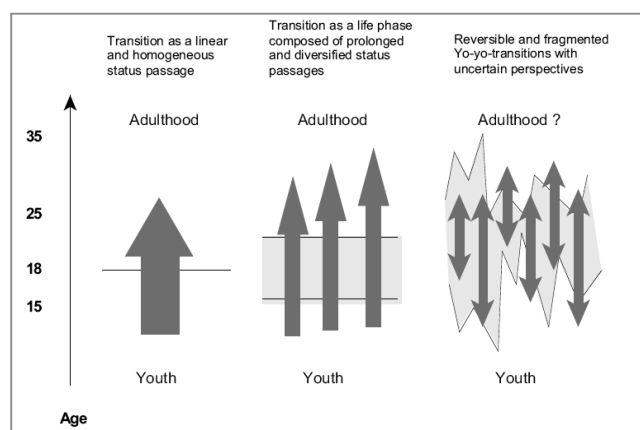 Transition as a linear
and homogeneous
status passage
Transition as a life phase
composed of prolonged
and diversified status
passages
Reversible and fragmented
Yo-yo-transitions with
uncertain perspectives
Adulthood
Adulthood
Adulthood ?
35
25
18
15
Youth
Youth
Youth
Age